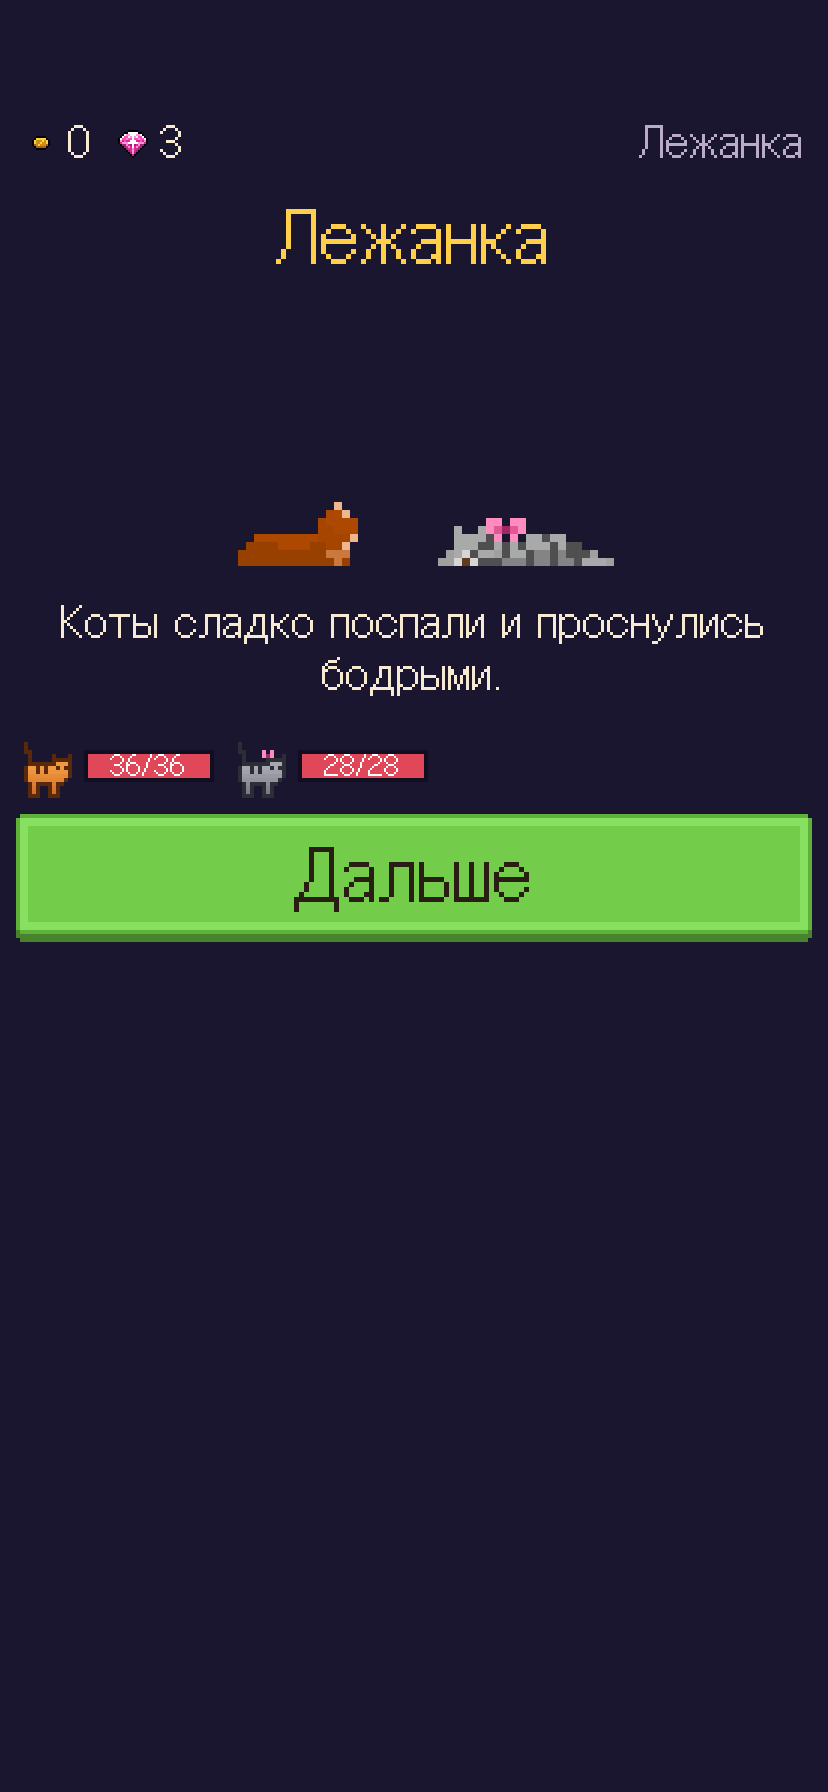 0 3 Лежанка
Лежанка
Коты сладко поспали и проснулись
бодрыми.
36/36 28/28
Дальше